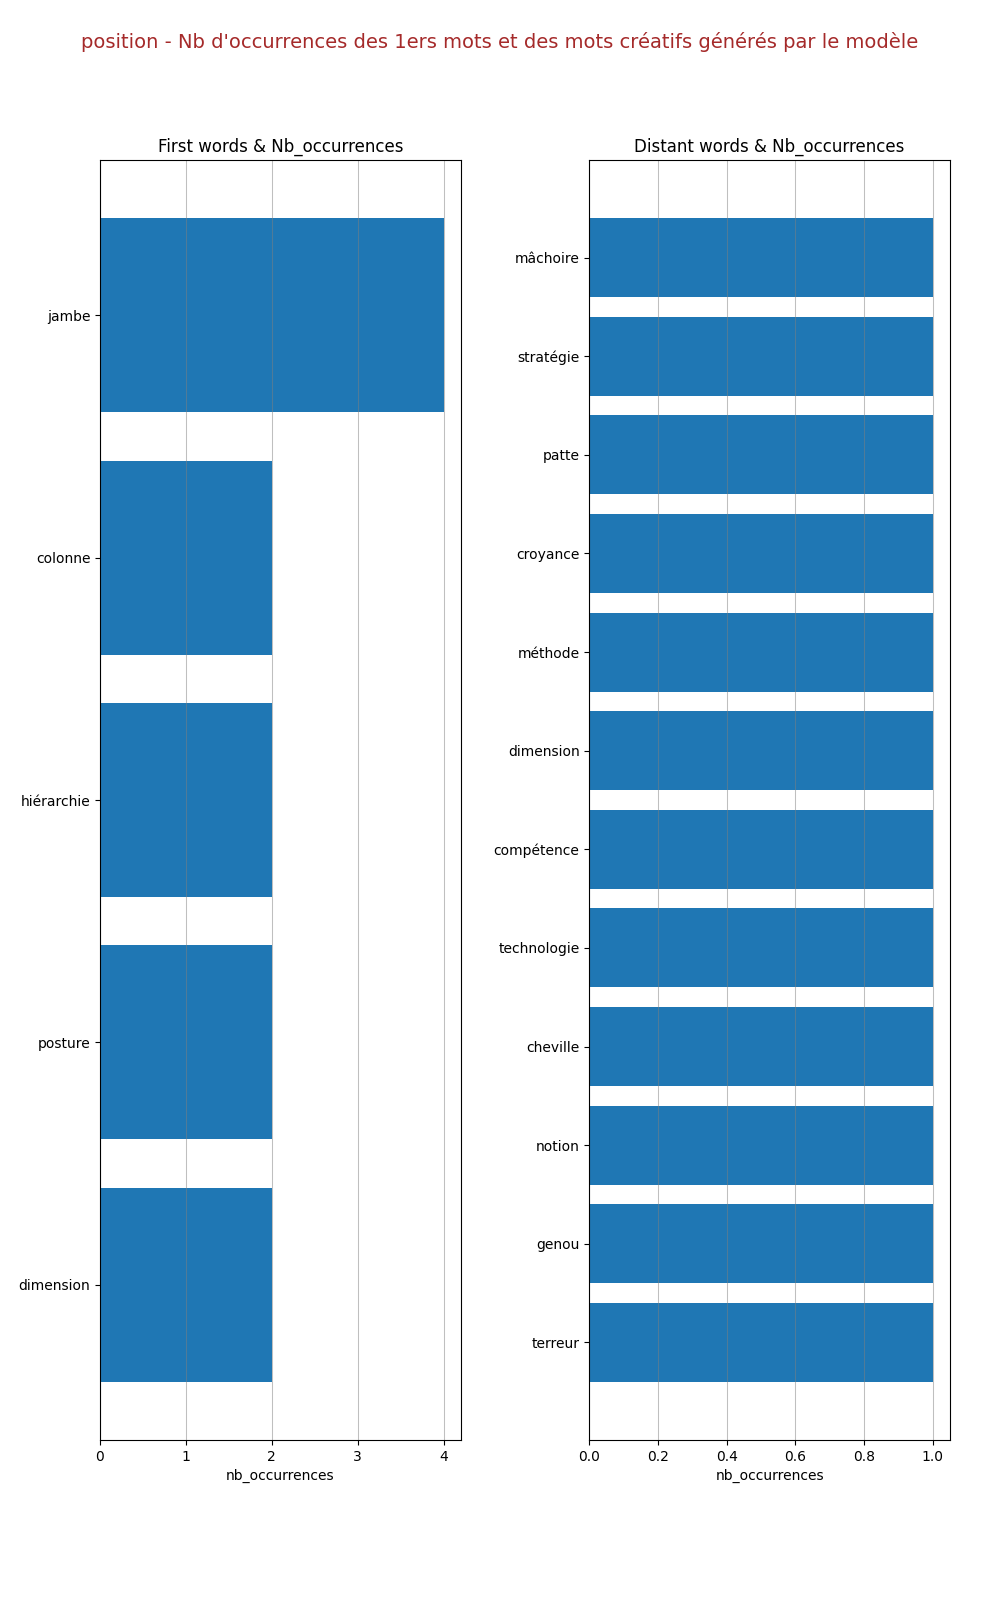 position - Nb d'occurrences des 1ers mots et des mots créatifs générés par le modèle
First words & Nb_occurrences
jambe
colonne
hiérarchie
posture
dimension
0 1 2 3 4
nb_occurrences
Distant words & Nb_occurrences
mâchoire
stratégie
patte
croyance
méthode
dimension
compétence
technologie
cheville
notion
genou
terreur
0.0 0.2 0.4 0.6 0.8 1.0
nb_occurrences